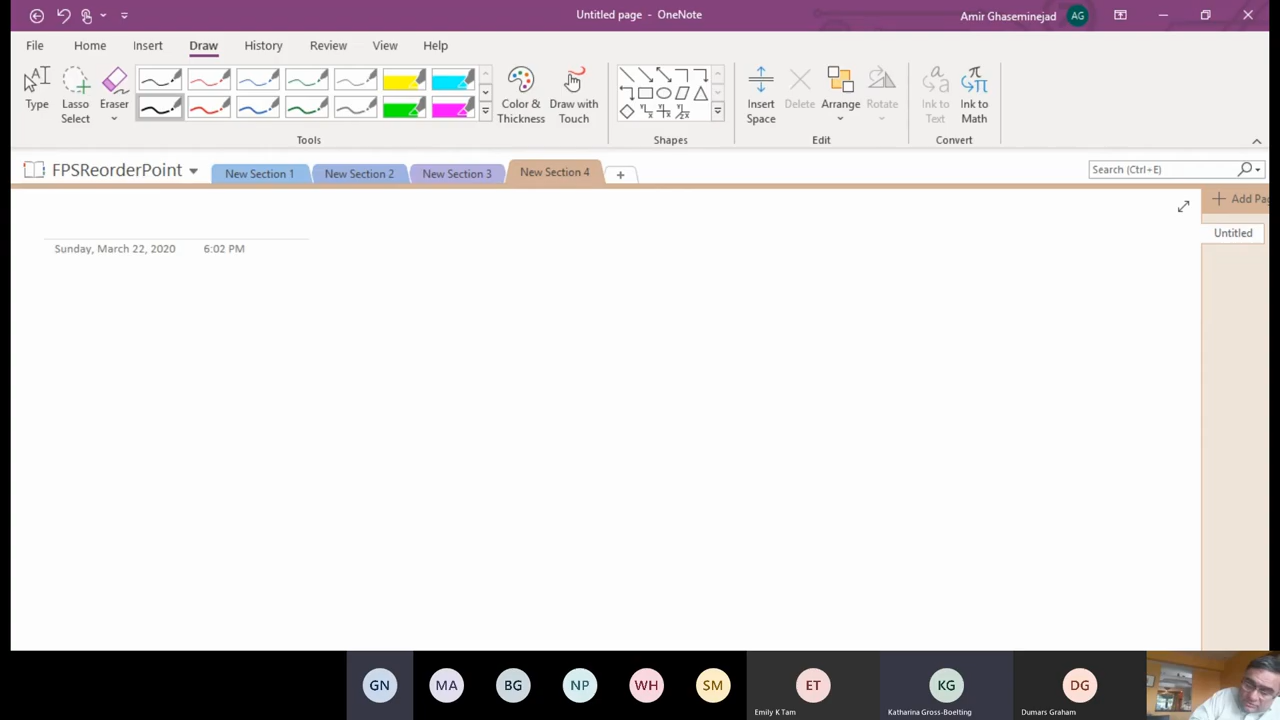 Untitled page - OneNote
Amir Ghaseminejad
AG
File
Home
Insert
Draw
History
Review
View
Help
Type
Lasso
Select
Eraser
Color &
Thickness
Draw with
Touch
Insert
Space
Delete
Arrange
Rotate
Ink to
Text
Ink to
Math
Tools
Shapes
Edit
Convert
FPSReorderPoint
New Section 1
New Section 2
New Section 3
New Section 4
Search (Ctrl+E)
Add Pag
Untitled
Sunday, March 22, 2020
6:02 PM
GN
MA
BG
NP
WH
SM
ET
KG
DG
Emily K Tam
Katharina Gross-Boelting
Dumars Graham